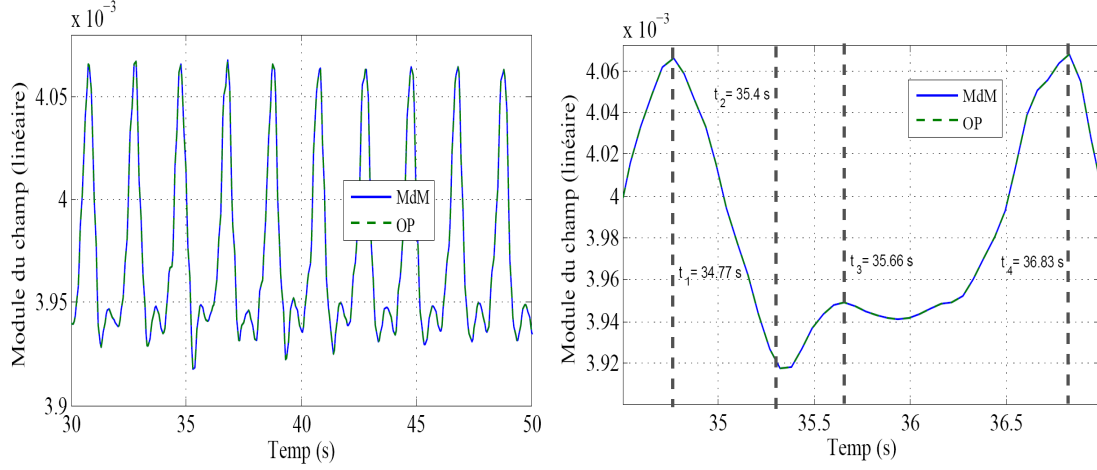 x 10⁻³
Module du champ (linéaire)
4.05
4
3.95
3.9
30
35
40
45
50
Temp (s)
MdM
OP
x 10⁻³
Module du champ (linéaire)
4.06
4.04
4.02
4
3.98
3.96
3.94
3.92
35
35.5
36
36.5
Temp (s)
MdM
OP
t₂= 35.4 s
t₁= 34.77 s
t₃= 35.66 s
t₄= 36.83 s